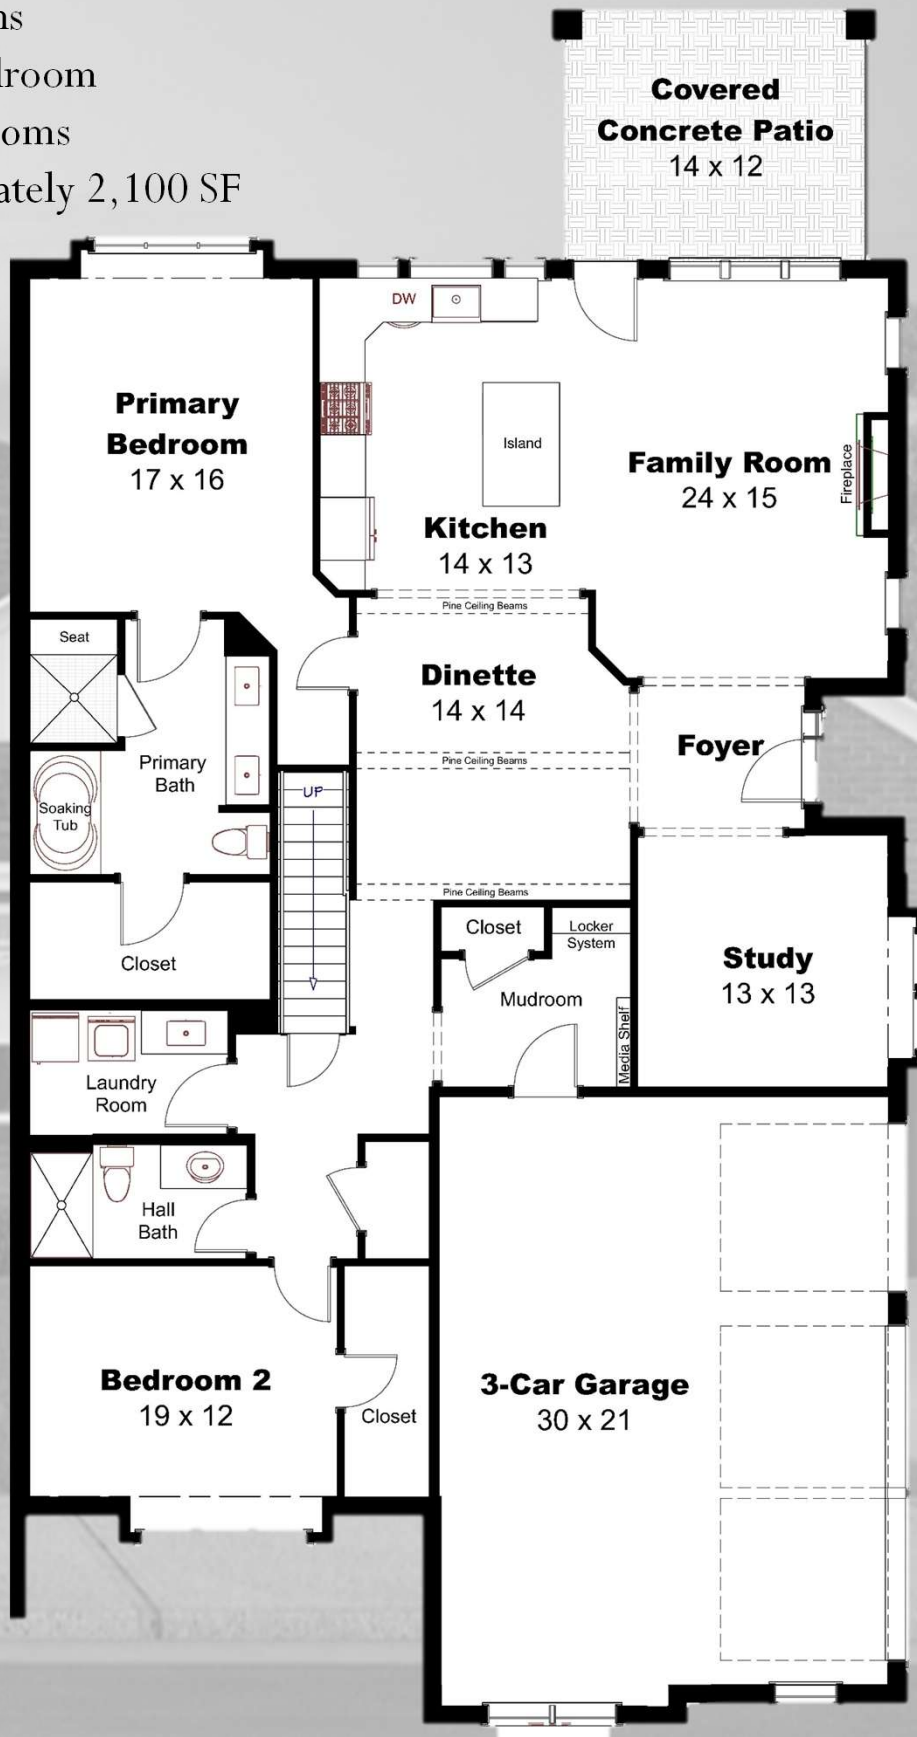 ns
lroom
ooms
ately 2,100 SF
Covered
Concrete Patio
14 x 12
DW
Primary
Bedroom
17 x 16
Island
Family Room
24 x 15
Fireplace
Kitchen
14 x 13
Pine Ceiling Beams
Seat
Dinette
14 x 14
Foyer
Primary
Bath
Pine Ceiling Beams
Soaking
Tub
UP
Pine Ceiling Beams
Closet
Locker
System
Closet
Study
13 x 13
Mudroom
Media Shelf
Laundry
Room
Hall
Bath
Bedroom 2
19 x 12
Closet
3-Car Garage
30 x 21